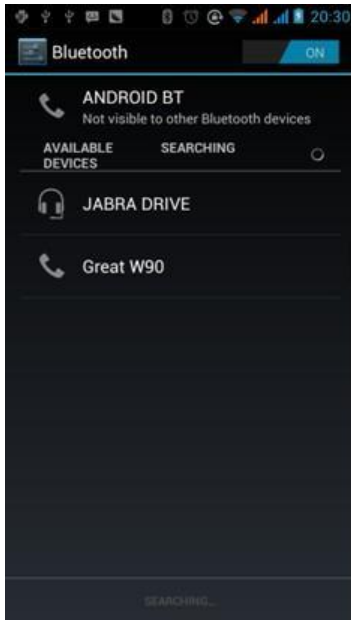 20:30
Bluetooth ON
ANDROID BT
Not visible to other Bluetooth devices
AVAILABLE DEVICES SEARCHING
JABRA DRIVE
Great W90
SEARCHING...